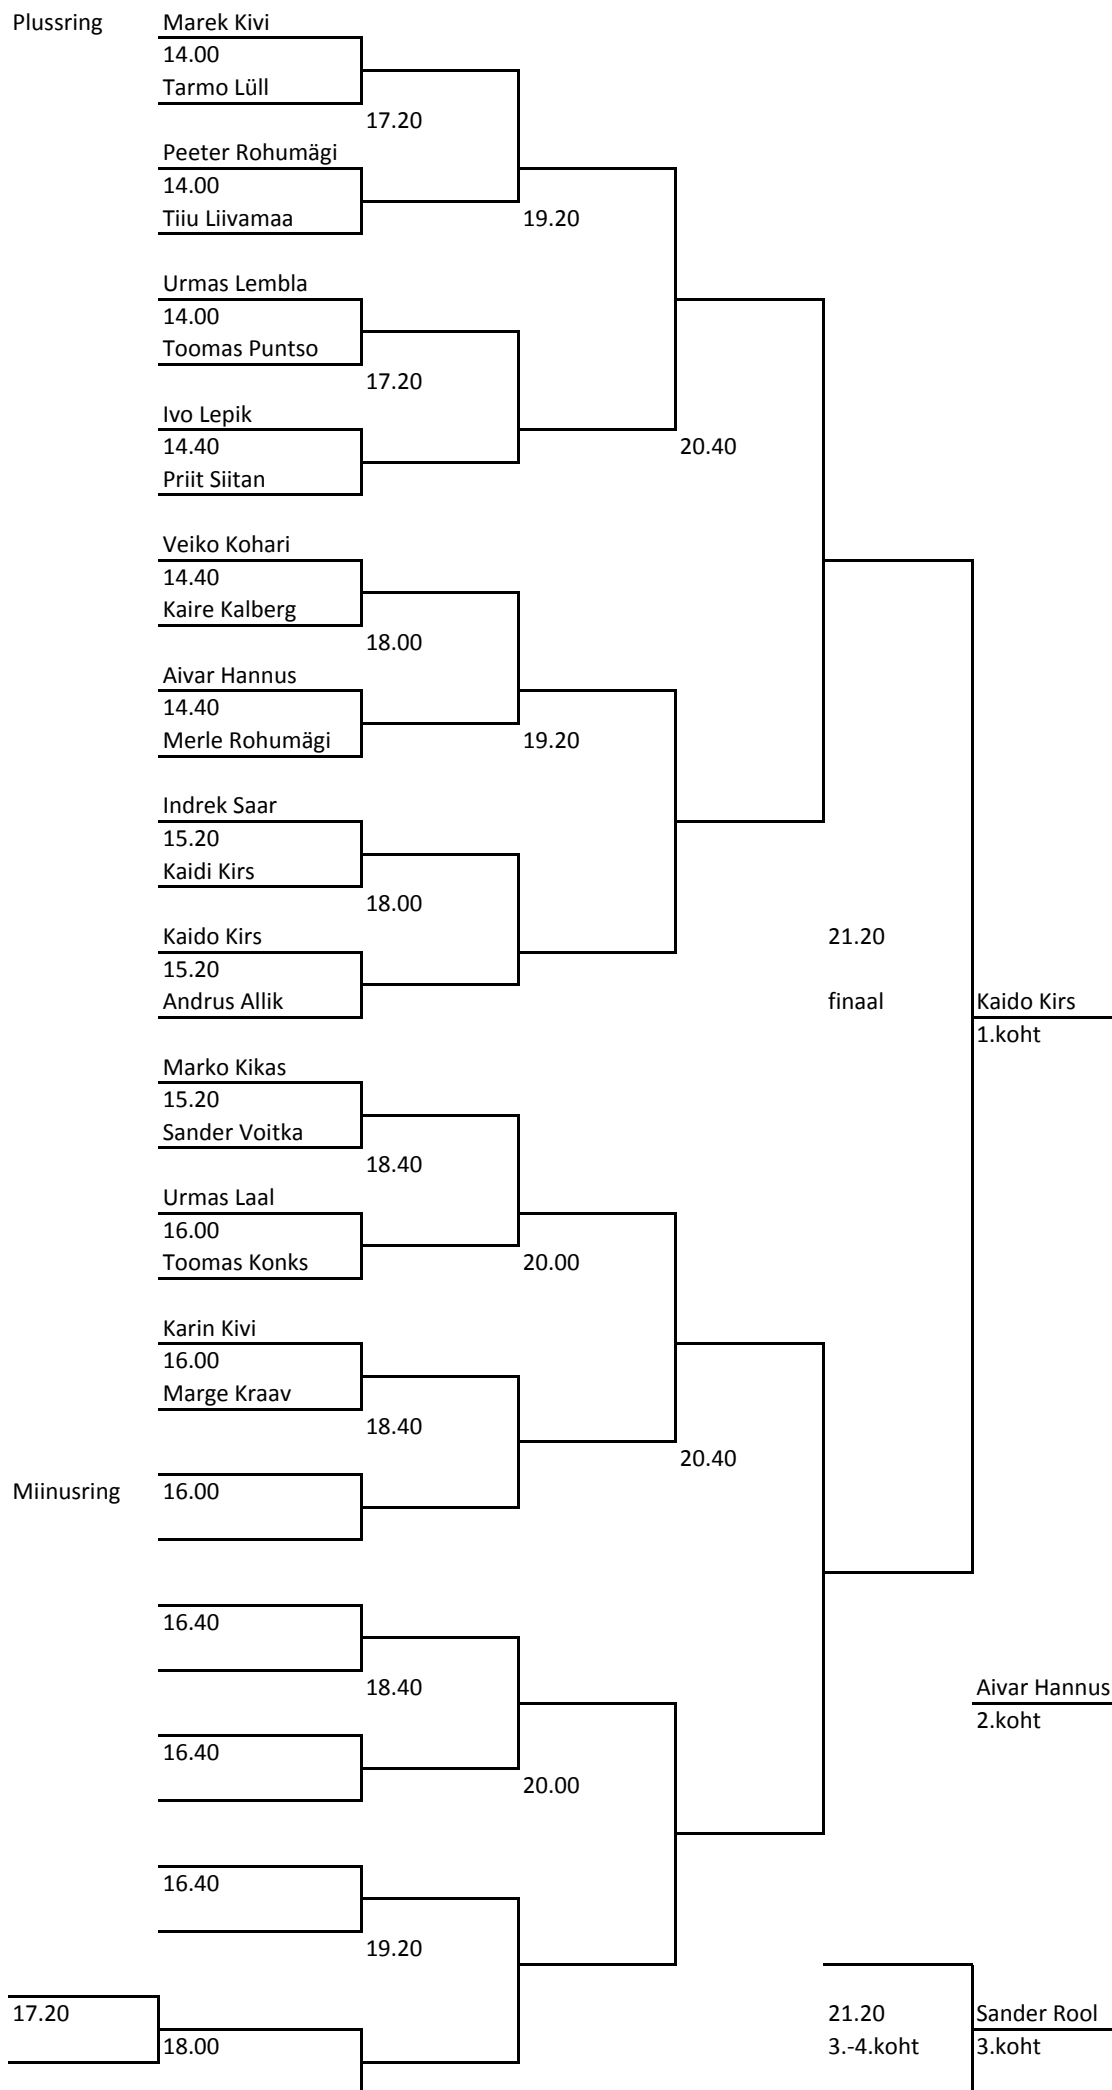 Plussring
Marek Kivi
14.00
Tarmo Lüll
17.20
Peeter Rohumägi
14.00
Tiiu Liivamaa
19.20
Urmas Lembla
14.00
Toomas Puntso
17.20
Ivo Lepik
14.40
20.40
Priit Siitan
Veiko Kohari
14.40
Kaire Kalberg
18.00
Aivar Hannus
14.40
Merle Rohumägi
19.20
Indrek Saar
15.20
Kaidi Kirs
18.00
Kaido Kirs
21.20
15.20
Andrus Allik
finaal
Kaido Kirs
1.koht
Marko Kikas
15.20
Sander Voitka
18.40
Urmas Laal
16.00
Toomas Konks
20.00
Karin Kivi
16.00
Marge Kraav
18.40
20.40
Miinusring
16.00
16.40
18.40
Aivar Hannus
2.koht
16.40
20.00
16.40
19.20
17.20
21.20
Sander Rool
18.00
3.-4.koht
3.koht